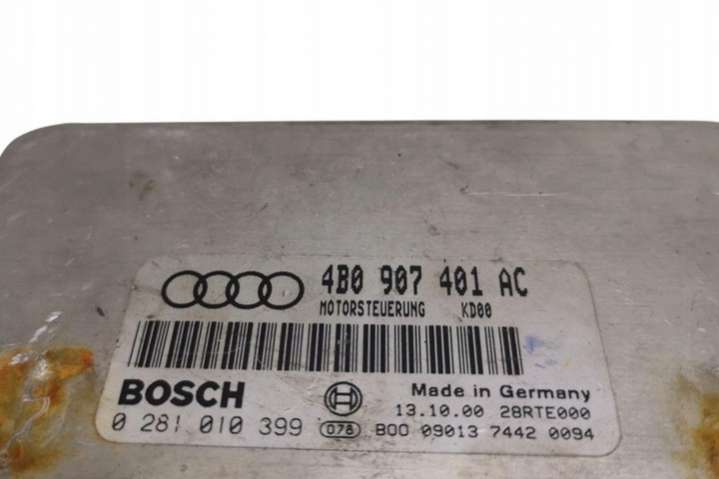 4B0 907 401 AC
MOTORSTEUERUNG KD00
BOSCH
Made in Germany
13.10.00 28RTE000
0 281 010 399 078 B00 09013 7442 0094